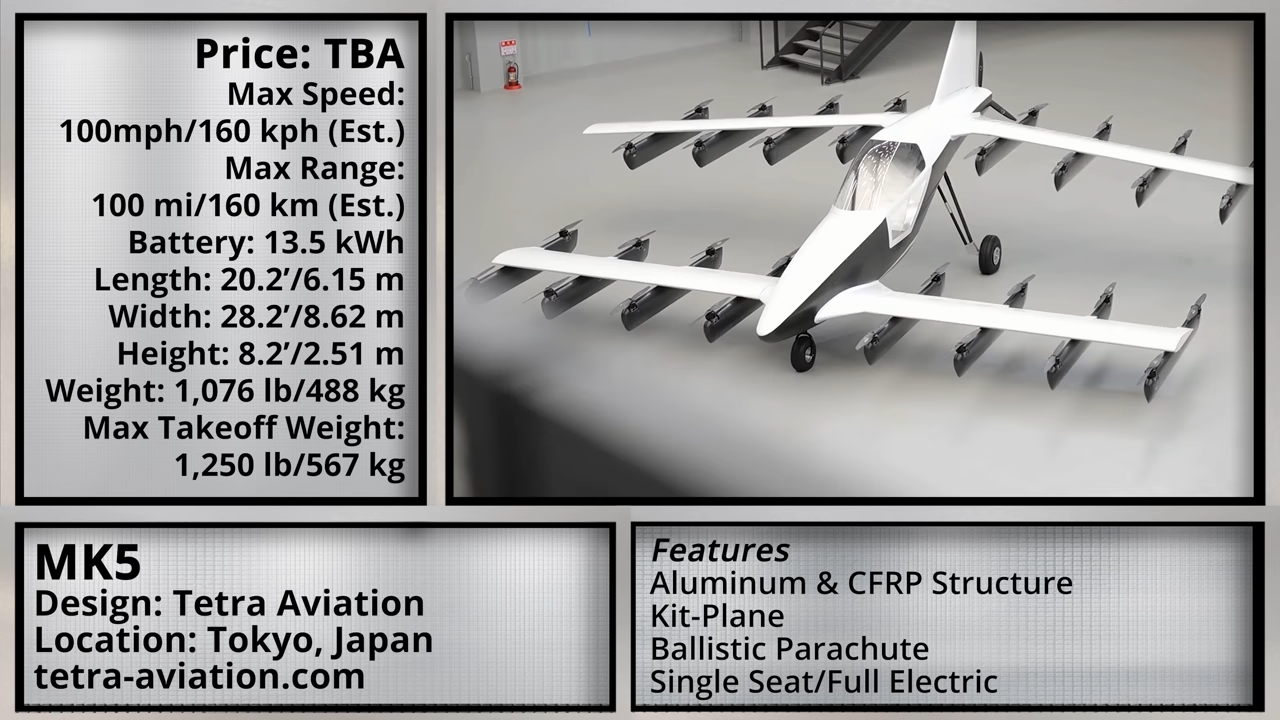 Price: TBA
Max Speed:
100mph/160 kph (Est.)
Max Range:
100 mi/160 km (Est.)
Battery: 13.5 kWh
Length: 20.2’/6.15 m
Width: 28.2’/8.62 m
Height: 8.2’/2.51 m
Weight: 1,076 lb/488 kg
Max Takeoff Weight:
1,250 lb/567 kg
MK5
Design: Tetra Aviation
Location: Tokyo, Japan
tetra-aviation.com
Features
Aluminum & CFRP Structure
Kit-Plane
Ballistic Parachute
Single Seat/Full Electric